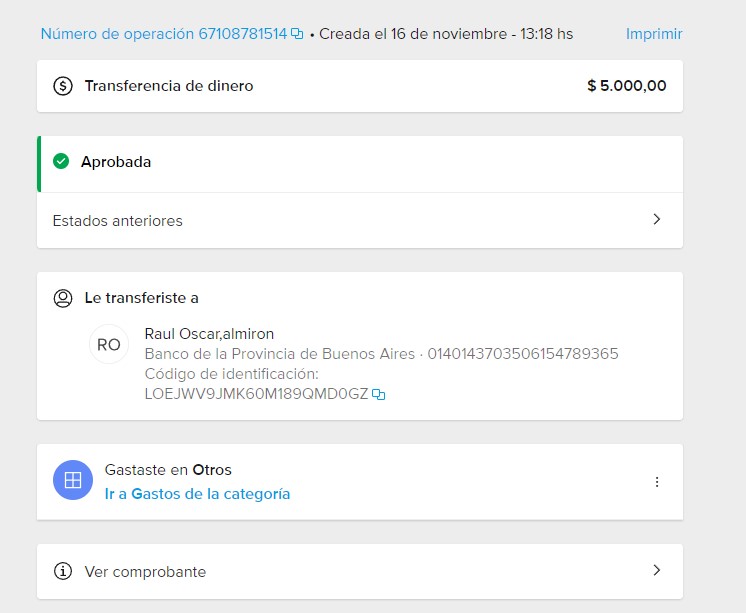 Número de operación 67108781514 • Creada el 16 de noviembre - 13:18 hs Imprimir
Transferencia de dinero $ 5.000,00
Aprobada
Estados anteriores
Le transferiste a
RO
Raul Oscar,almiron
Banco de la Provincia de Buenos Aires · 0140143703506154789365
Código de identificación:
LOEJWV9JMK60M189QMD0GZ
Gastaste en Otros
Ir a Gastos de la categoría
Ver comprobante